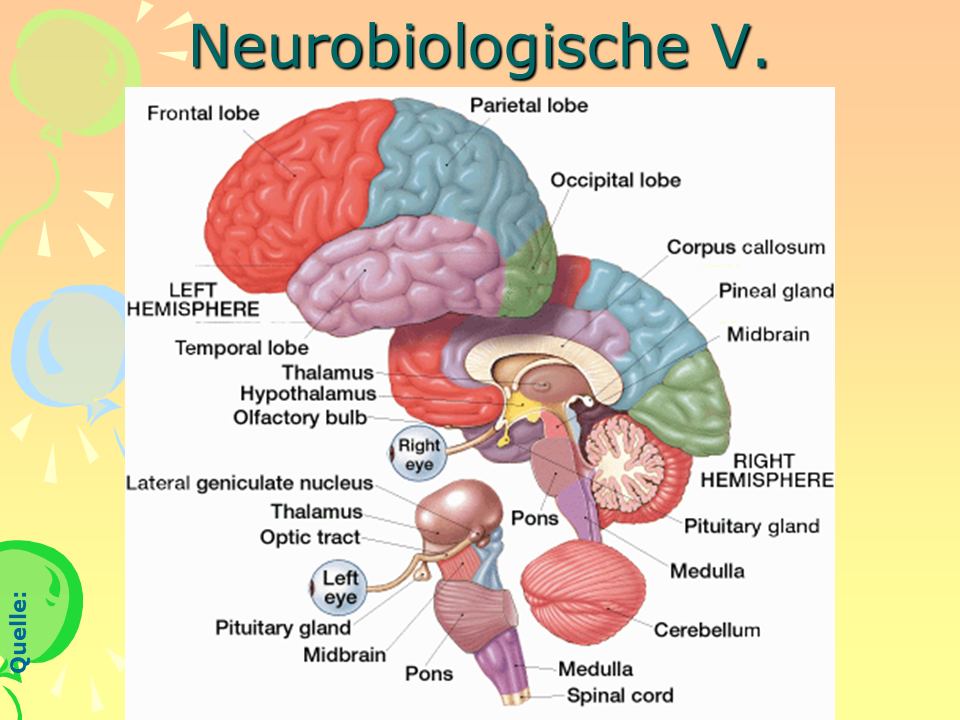 Neurobiologische V.
Frontal lobe
Parietal lobe
Occipital lobe
Corpus callosum
Pineal gland
Midbrain
LEFT
HEMISPHERE
Temporal lobe
Thalamus
Hypothalamus
Olfactory bulb
Right
eye
Lateral geniculate nucleus
Thalamus
Optic tract
RIGHT
HEMISPHERE
Pons
Pituitary gland
Medulla
Left
eye
Pituitary gland
Midbrain
Pons
Cerebellum
Medulla
Spinal cord
Quelle: